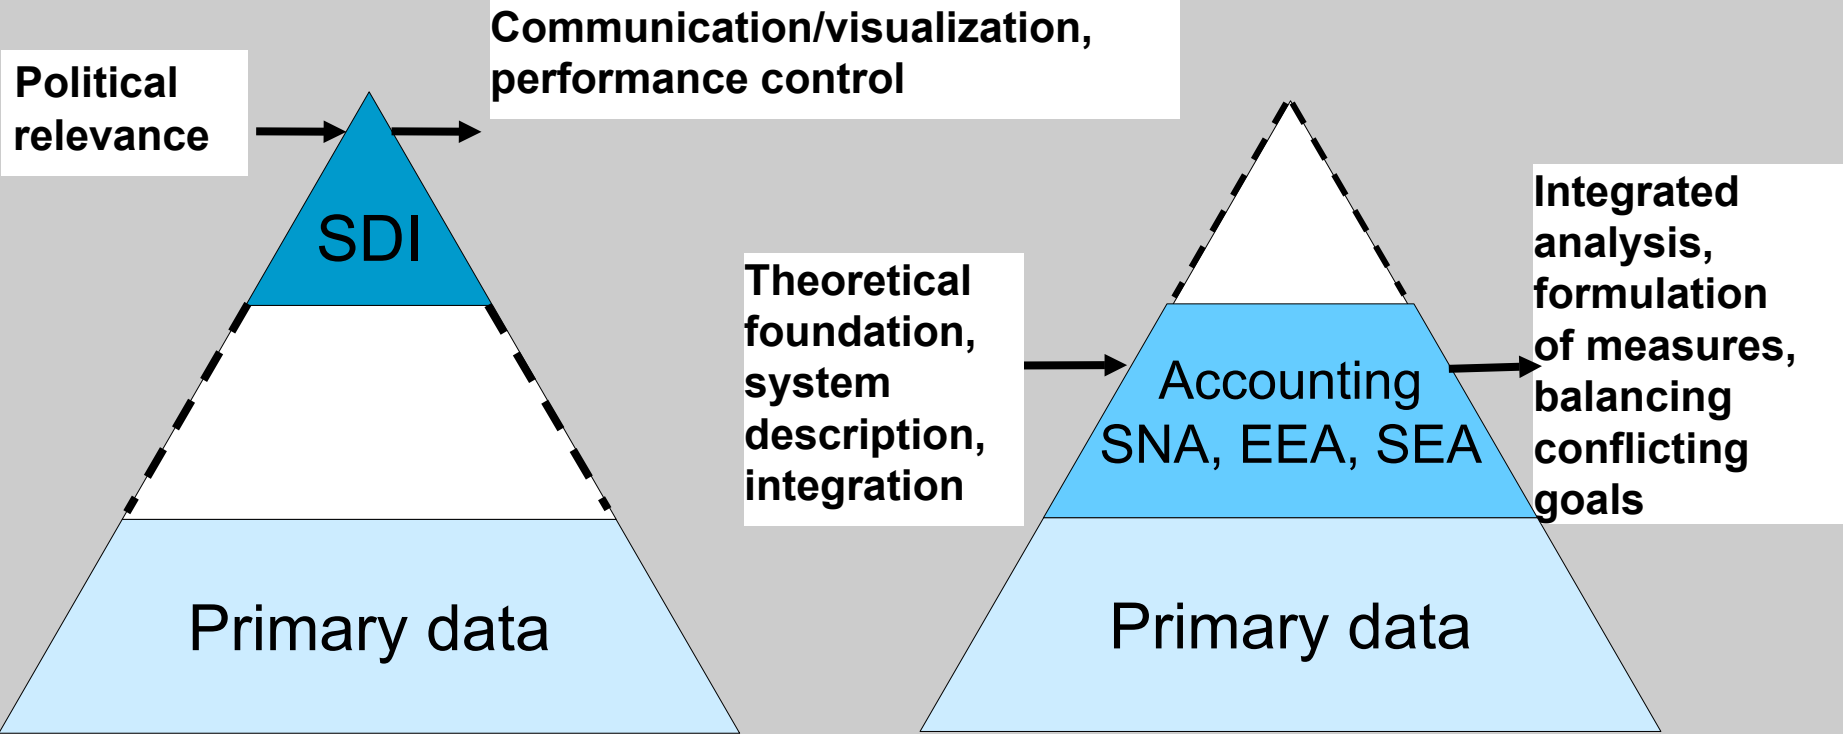 Political
relevance
Communication/visualization,
performance control
SDI
Primary data
Theoretical
foundation,
system
description,
integration
Accounting
SNA, EEA, SEA
Primary data
Integrated
analysis,
formulation
of measures,
balancing
conflicting
goals